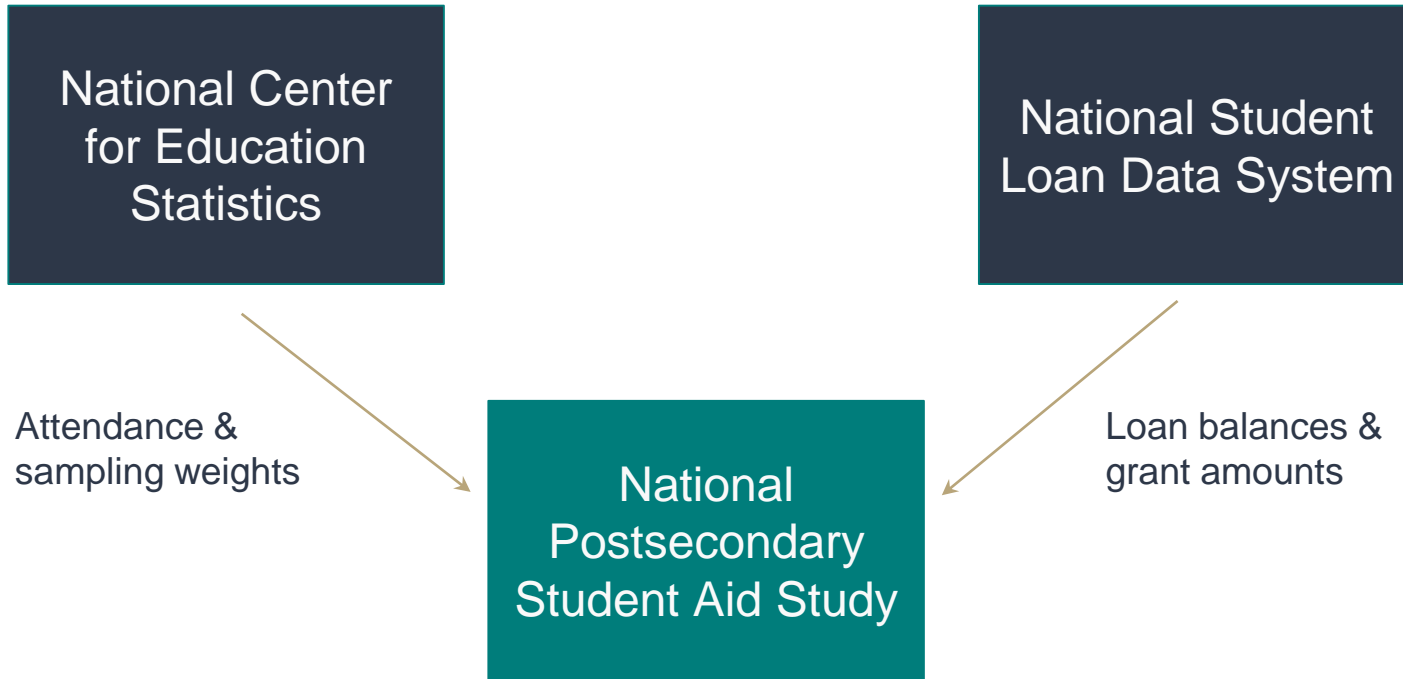 National Center
for Education
Statistics
National Student
Loan Data System
Attendance &
sampling weights
Loan balances &
grant amounts
National
Postsecondary
Student Aid Study